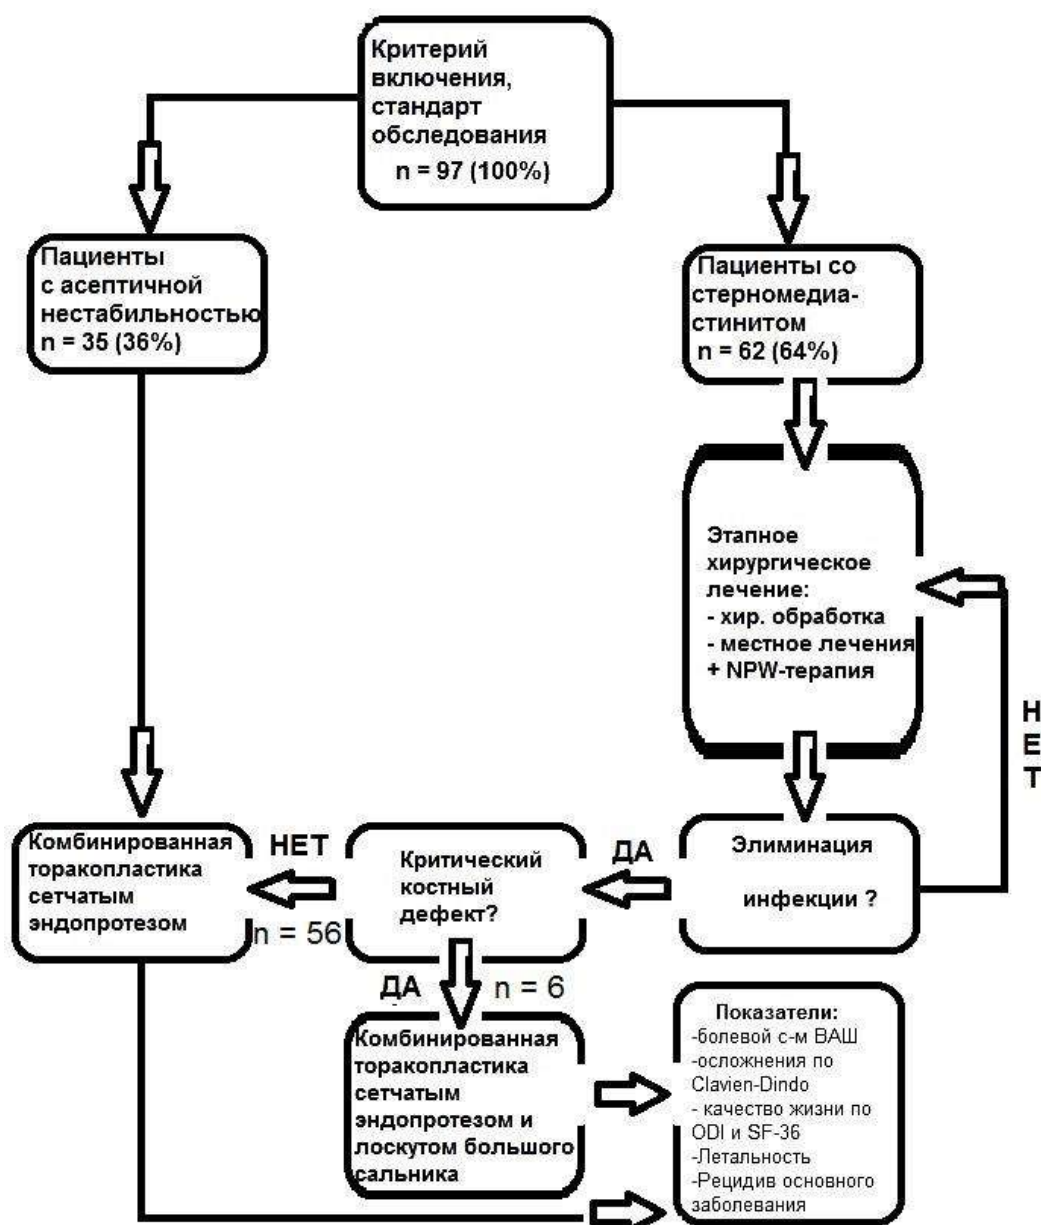 Критерий
включения,
стандарт
обследования
n = 97 (100%)
Пациенты
с асептичной
нестабильностью
n = 35 (36%)
Пациенты со
стерномедиа-
стинитом
n = 62 (64%)
Этапное
хирургическое
лечение:
- хир. обработка
- местное лечения
+ NPW-терапия
Н
Е
Т
Элиминация
инфекции ?
ДА
Критический
костный
дефект?
НЕТ
n = 56
Комбинированная
торакопластика
сетчатым
эндопротезом
ДА
n = 6
Комбинированная
торакопластика
сетчатым
эндопротезом и
лоскутом большого
сальника
Показатели:
-болевой с-м ВАШ
-осложнения по
Clavien-Dindo
- качество жизни по
ODI и SF-36
-Летальность
-Рецидив основного
заболевания